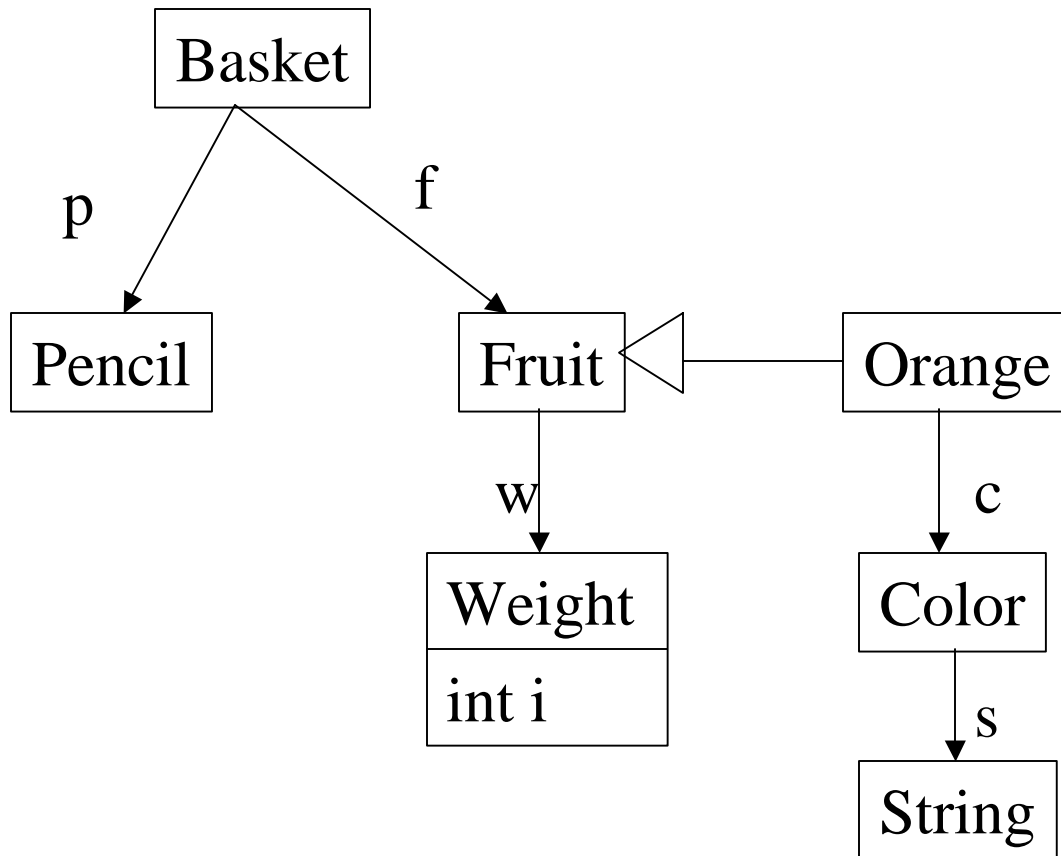 Basket
p
f
Pencil
Fruit
Orange
w
c
Weight
int i
Color
s
String